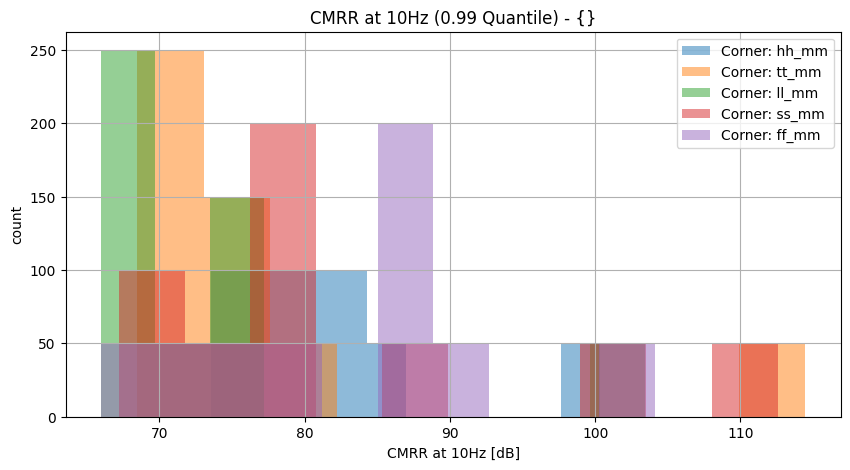 CMRR at 10Hz (0.99 Quantile) - {}
Corner: hh_mm
Corner: tt_mm
Corner: ll_mm
Corner: ss_mm
Corner: ff_mm
count
250
200
150
100
50
0
70 80 90 100 110
CMRR at 10Hz [dB]